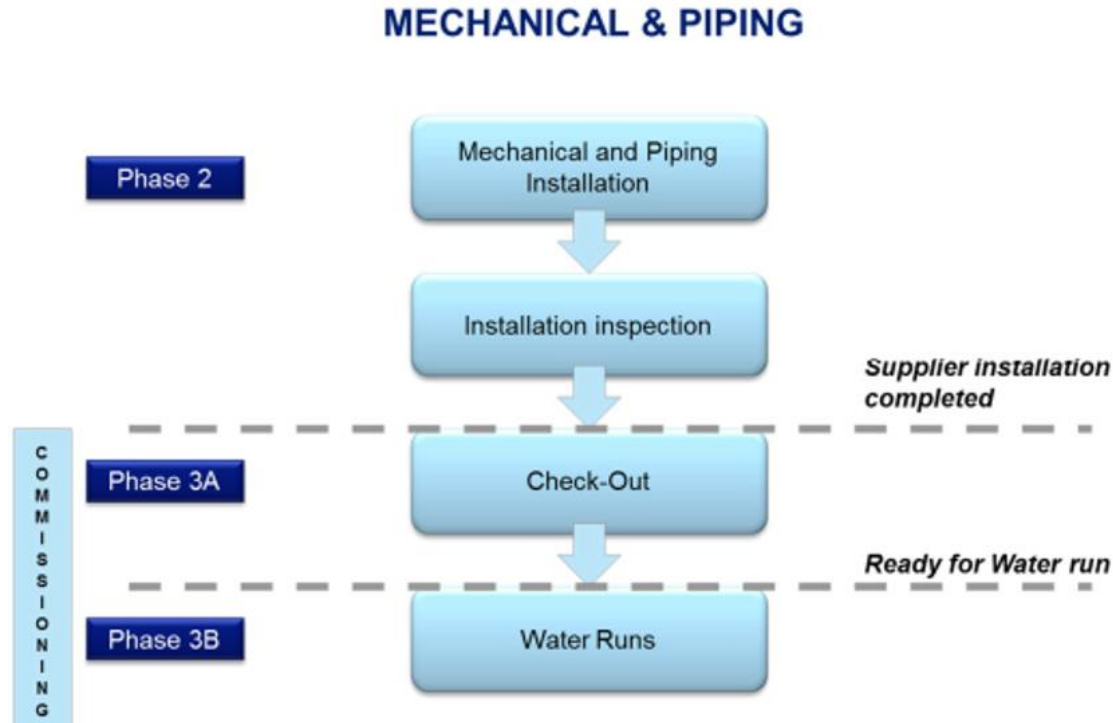 MECHANICAL & PIPING
Phase 2
Mechanical and Piping
Installation
Installation inspection
Supplier installation
completed
COMMISSIONING
Phase 3A
Check-Out
Ready for Water run
Phase 3B
Water Runs